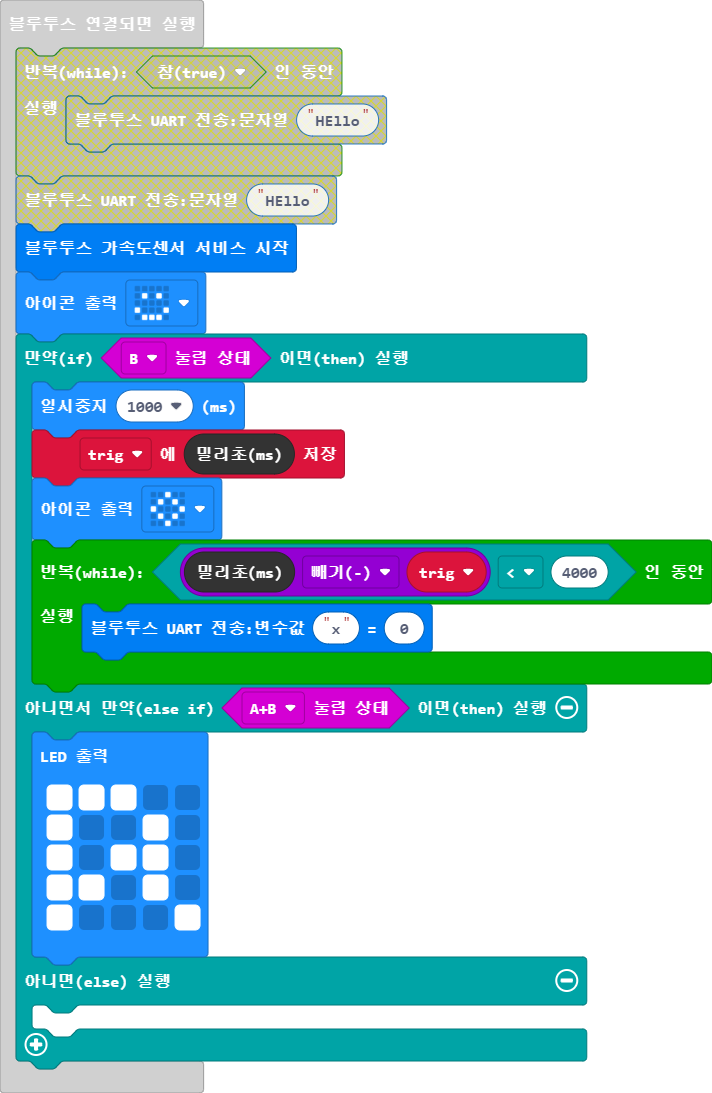 블루투스 연결되면 실행
반복(while): 참(true) 인 동안
실행 블루투스 UART 전송:문자열 "HEllo"
블루투스 UART 전송:문자열 "HEllo"
블루투스 가속도센서 서비스 시작
아이콘 출력
만약(if) B 눌림 상태 이면(then) 실행
일시중지 1000 (ms)
trig 에 밀리초(ms) 저장
아이콘 출력
반복(while): 밀리초(ms) 빼기(-) trig < 4000 인 동안
실행 블루투스 UART 전송:변수값 "x" = 0
아니면서 만약(else if) A+B 눌림 상태 이면(then) 실행
LED 출력
아니면(else) 실행